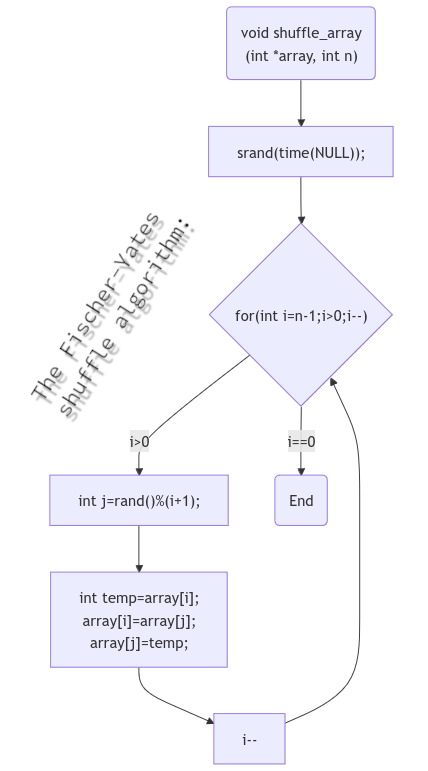 void shuffle_array
(int *array, int n)
srand(time(NULL));
The Fischer-Yates
shuffle algorithm:
for(int i=n-1;i>0;i--)
i>0
i==0
int j=rand()%(i+1);
End
int temp=array[i];
array[i]=array[j];
array[j]=temp;
i--